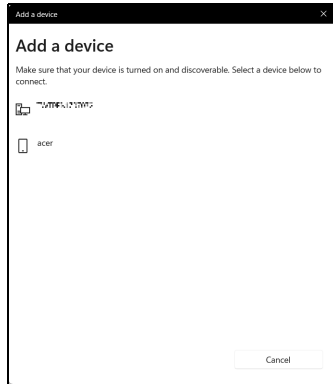 Add a device
Add a device
Make sure that your device is turned on and discoverable. Select a device below to
connect.
acer
Cancel